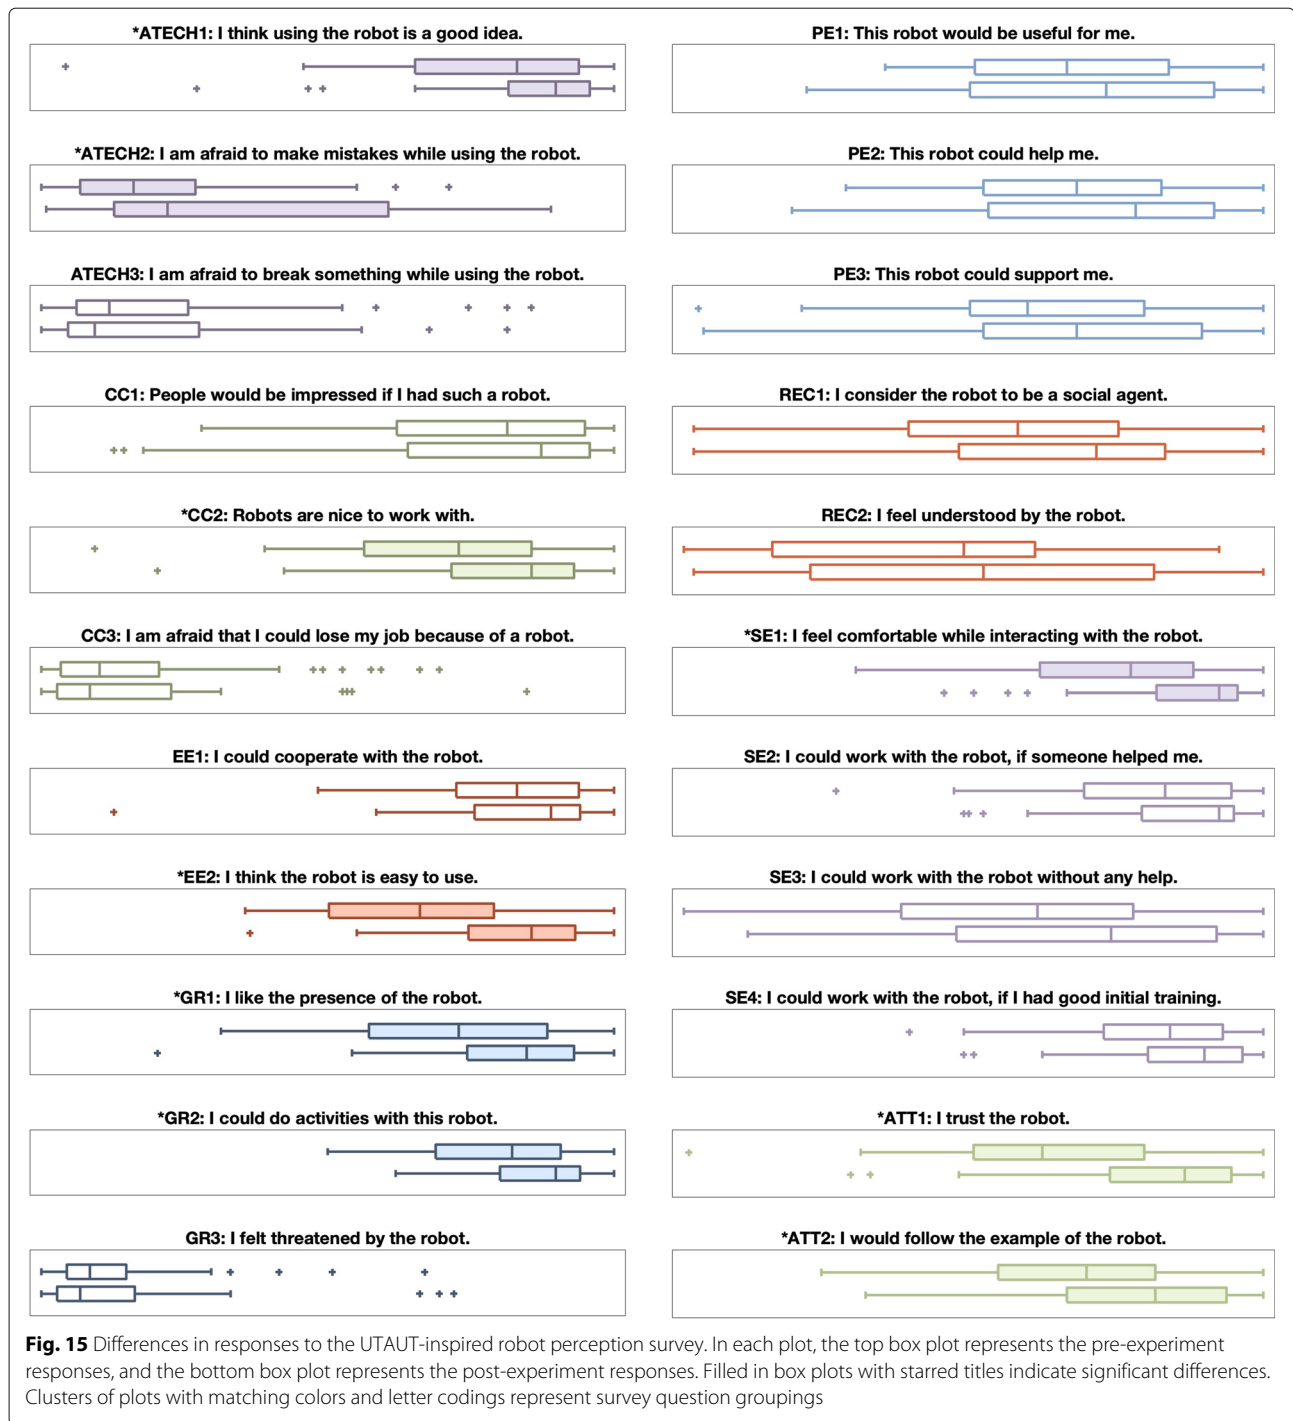 *ATECH1: I think using the robot is a good idea.
*ATECH2: I am afraid to make mistakes while using the robot.
ATECH3: I am afraid to break something while using the robot.
CC1: People would be impressed if I had such a robot.
*CC2: Robots are nice to work with.
CC3: I am afraid that I could lose my job because of a robot.
EE1: I could cooperate with the robot.
*EE2: I think the robot is easy to use.
*GR1: I like the presence of the robot.
*GR2: I could do activities with this robot.
GR3: I felt threatened by the robot.
PE1: This robot would be useful for me.
PE2: This robot could help me.
PE3: This robot could support me.
REC1: I consider the robot to be a social agent.
REC2: I feel understood by the robot.
*SE1: I feel comfortable while interacting with the robot.
SE2: I could work with the robot, if someone helped me.
SE3: I could work with the robot without any help.
SE4: I could work with the robot, if I had good initial training.
*ATT1: I trust the robot.
*ATT2: I would follow the example of the robot.
Fig. 15 Differences in responses to the UTAUT-inspired robot perception survey. In each plot, the top box plot represents the pre-experiment
responses, and the bottom box plot represents the post-experiment responses. Filled in box plots with starred titles indicate significant differences.
Clusters of plots with matching colors and letter codings represent survey question groupings